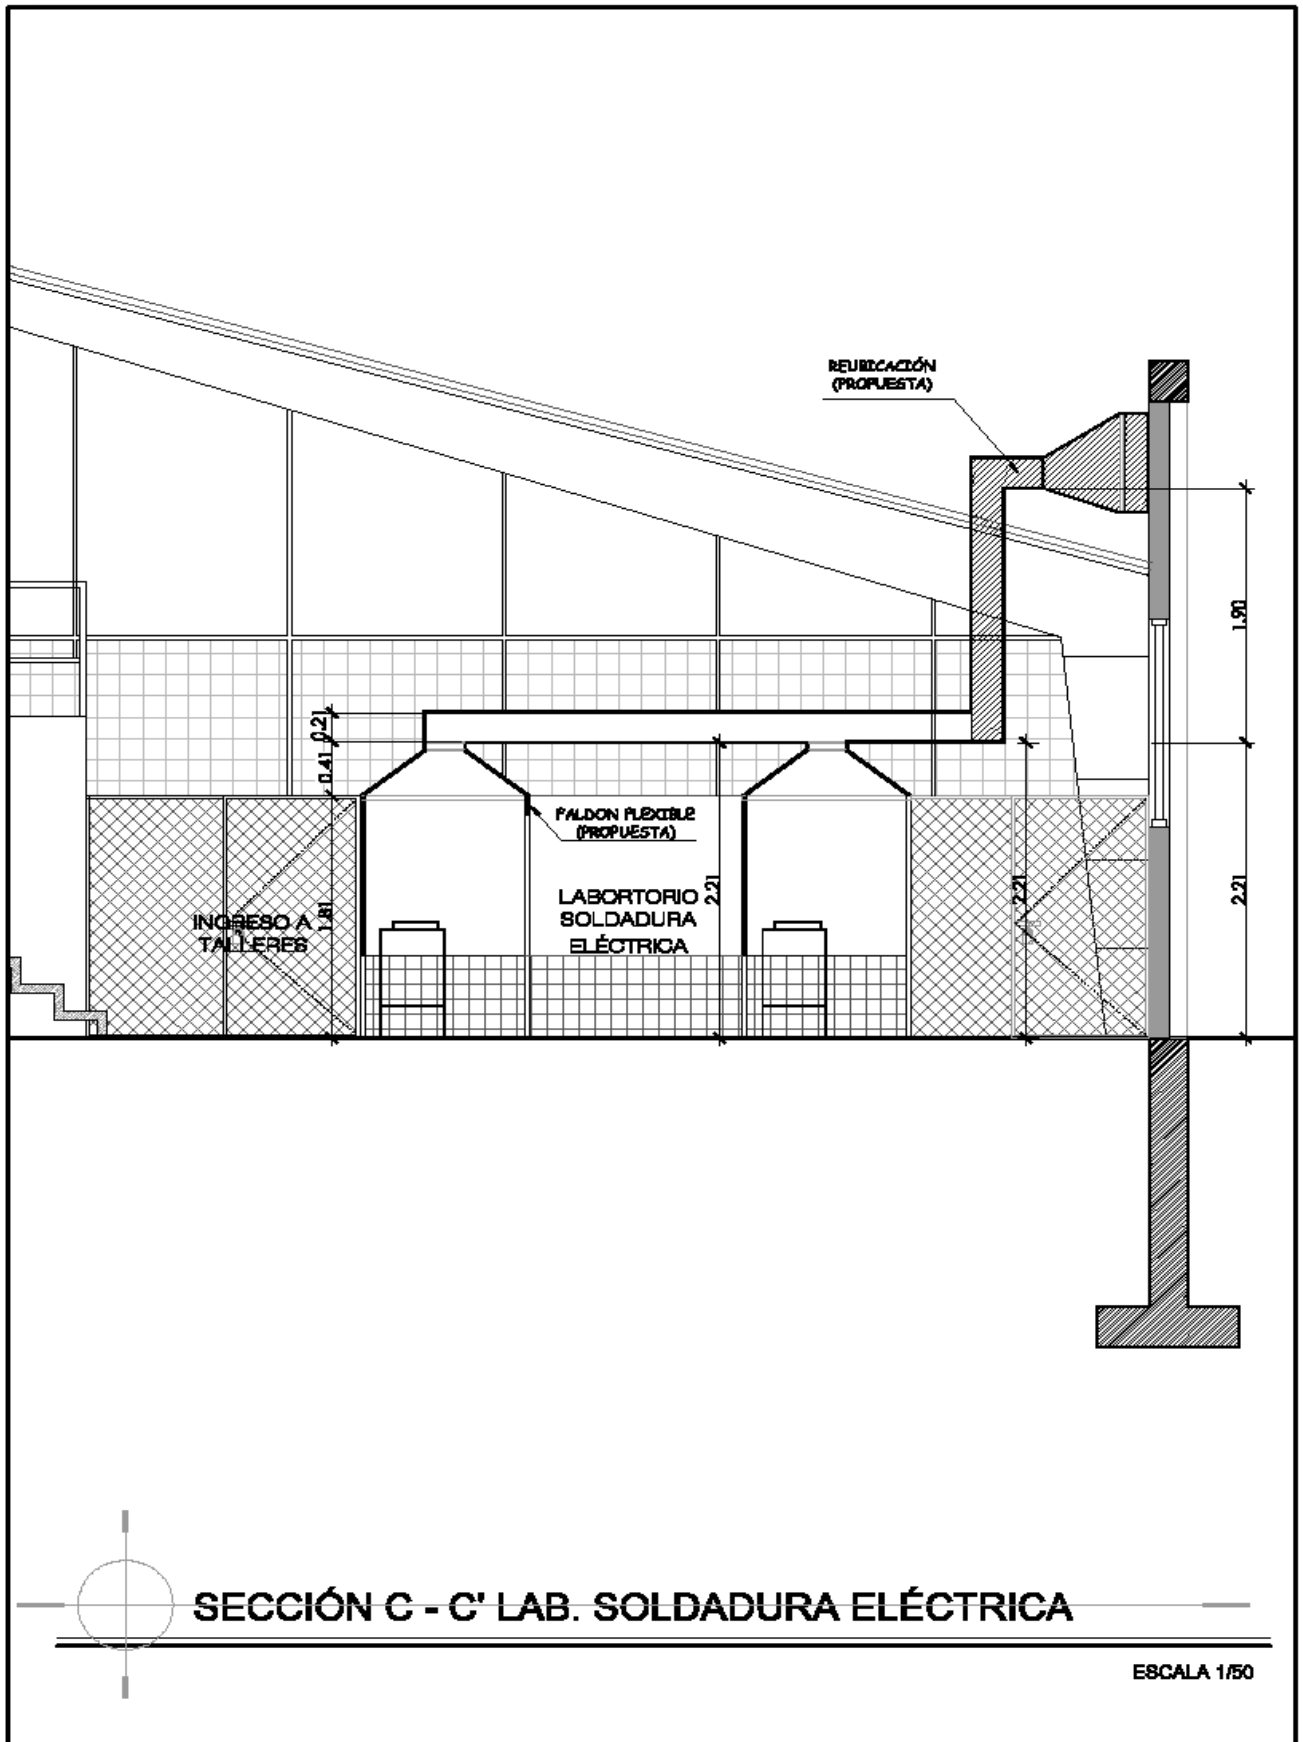 REUBICACIÓN
(PROPUESTA)
1.90
0.21
0.41
FALDON FLEXIBLE
(PROPUESTA)
LABORTORIO
SOLDADURA
ELÉCTRICA
INGRESO A
TALLERES
1.81
2.21
2.21
2.21
SECCIÓN C - C' LAB. SOLDADURA ELÉCTRICA
ESCALA 1/50